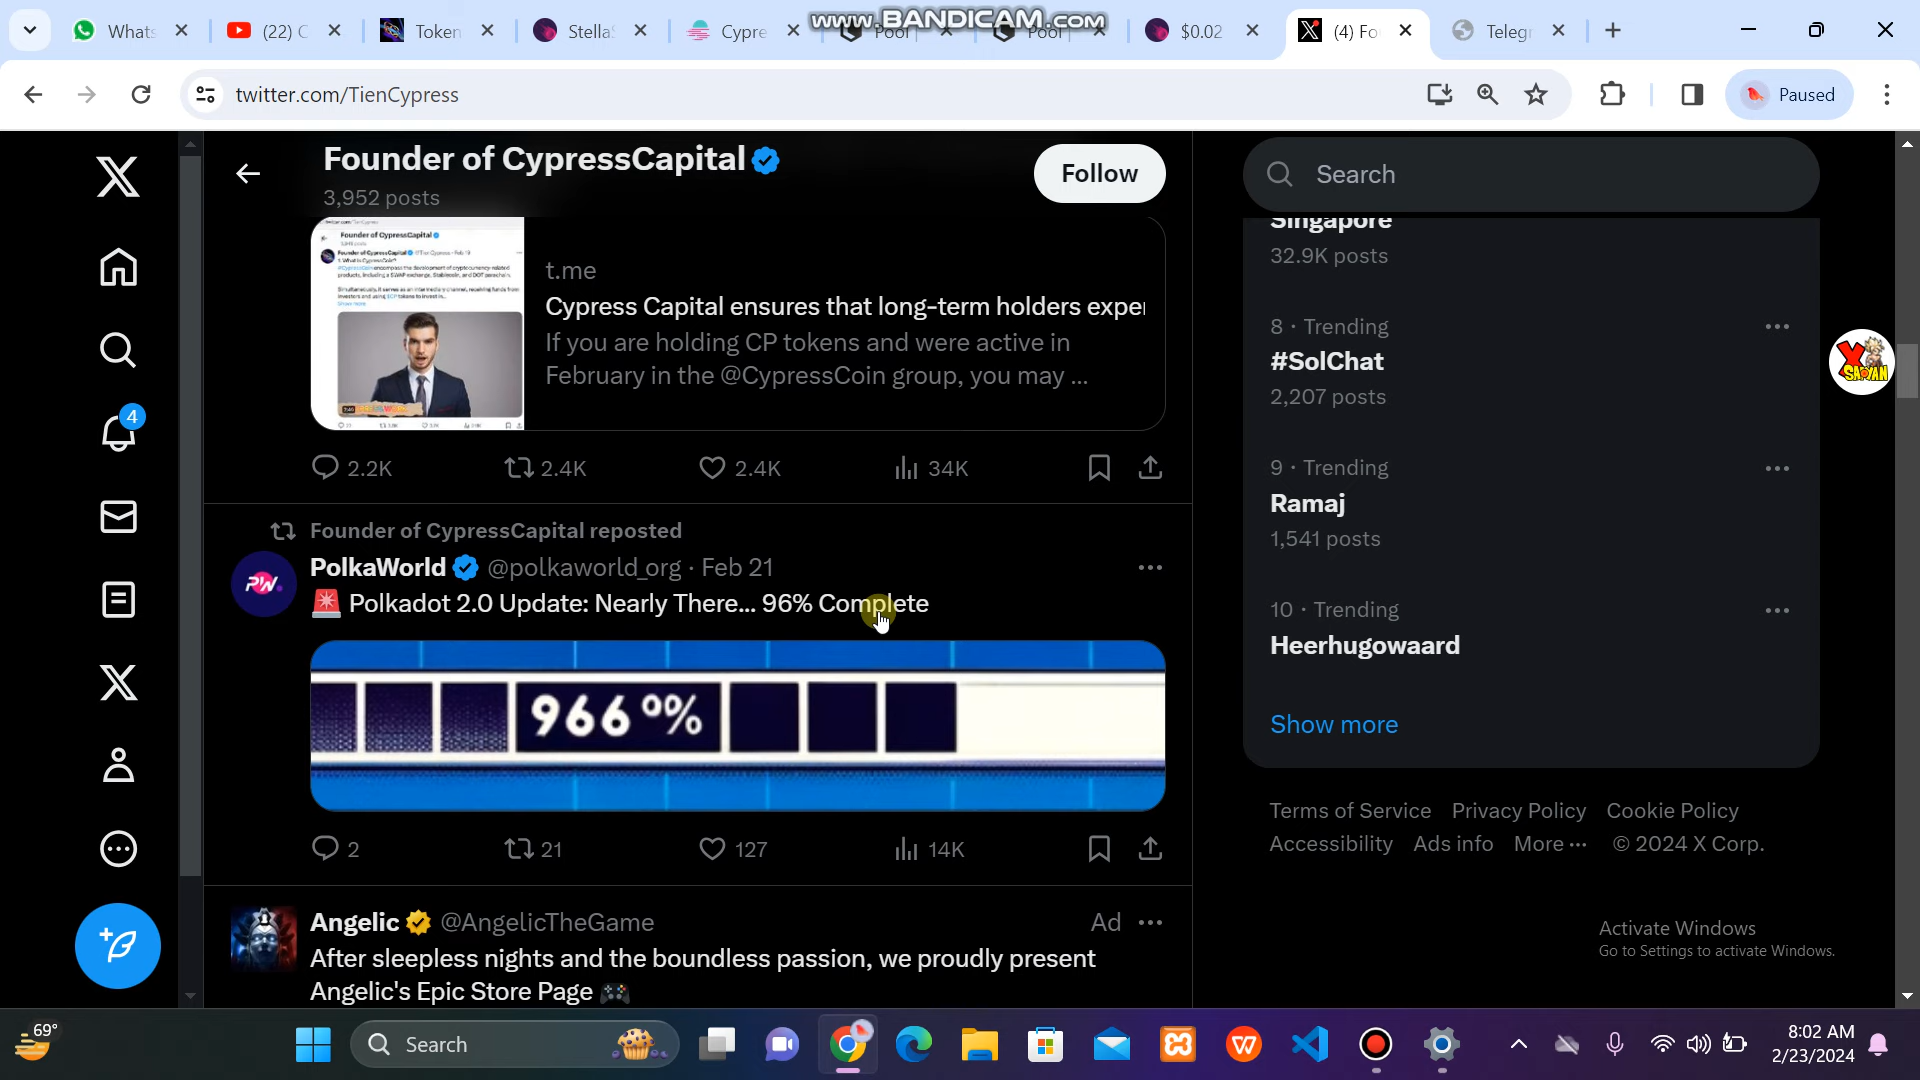 Whats
(22) C
Token
Stella
Cypre
Pool
Pool
$0.02
(4) Fo
Telegr
www.BANDICAM.com
twitter.com/TienCypress
Paused
Founder of CypressCapital
3,952 posts
Follow
Search
Founder of CypressCapital
t.me
Cypress Capital ensures that long-term holders exper
If you are holding CP tokens and were active in
February in the @CypressCoin group, you may ...
2.2K
2.4K
2.4K
34K
Founder of CypressCapital reposted
PolkaWorld @polkaworld_org · Feb 21
🚨 Polkadot 2.0 Update: Nearly There... 96% Complete
966 0%
2
21
127
14K
Angelic @AngelicTheGame
Ad
After sleepless nights and the boundless passion, we proudly present
Angelic's Epic Store Page 🎮
4
Singapore
32.9K posts
8 · Trending
#SolChat
2,207 posts
9 · Trending
Ramaj
1,541 posts
10 · Trending
Heerhugowaard
Show more
Terms of Service Privacy Policy Cookie Policy
Accessibility Ads info More ··· © 2024 X Corp.
X
SAIYAN
Activate Windows
Go to Settings to activate Windows.
69°
Search
8:02 AM
2/23/2024